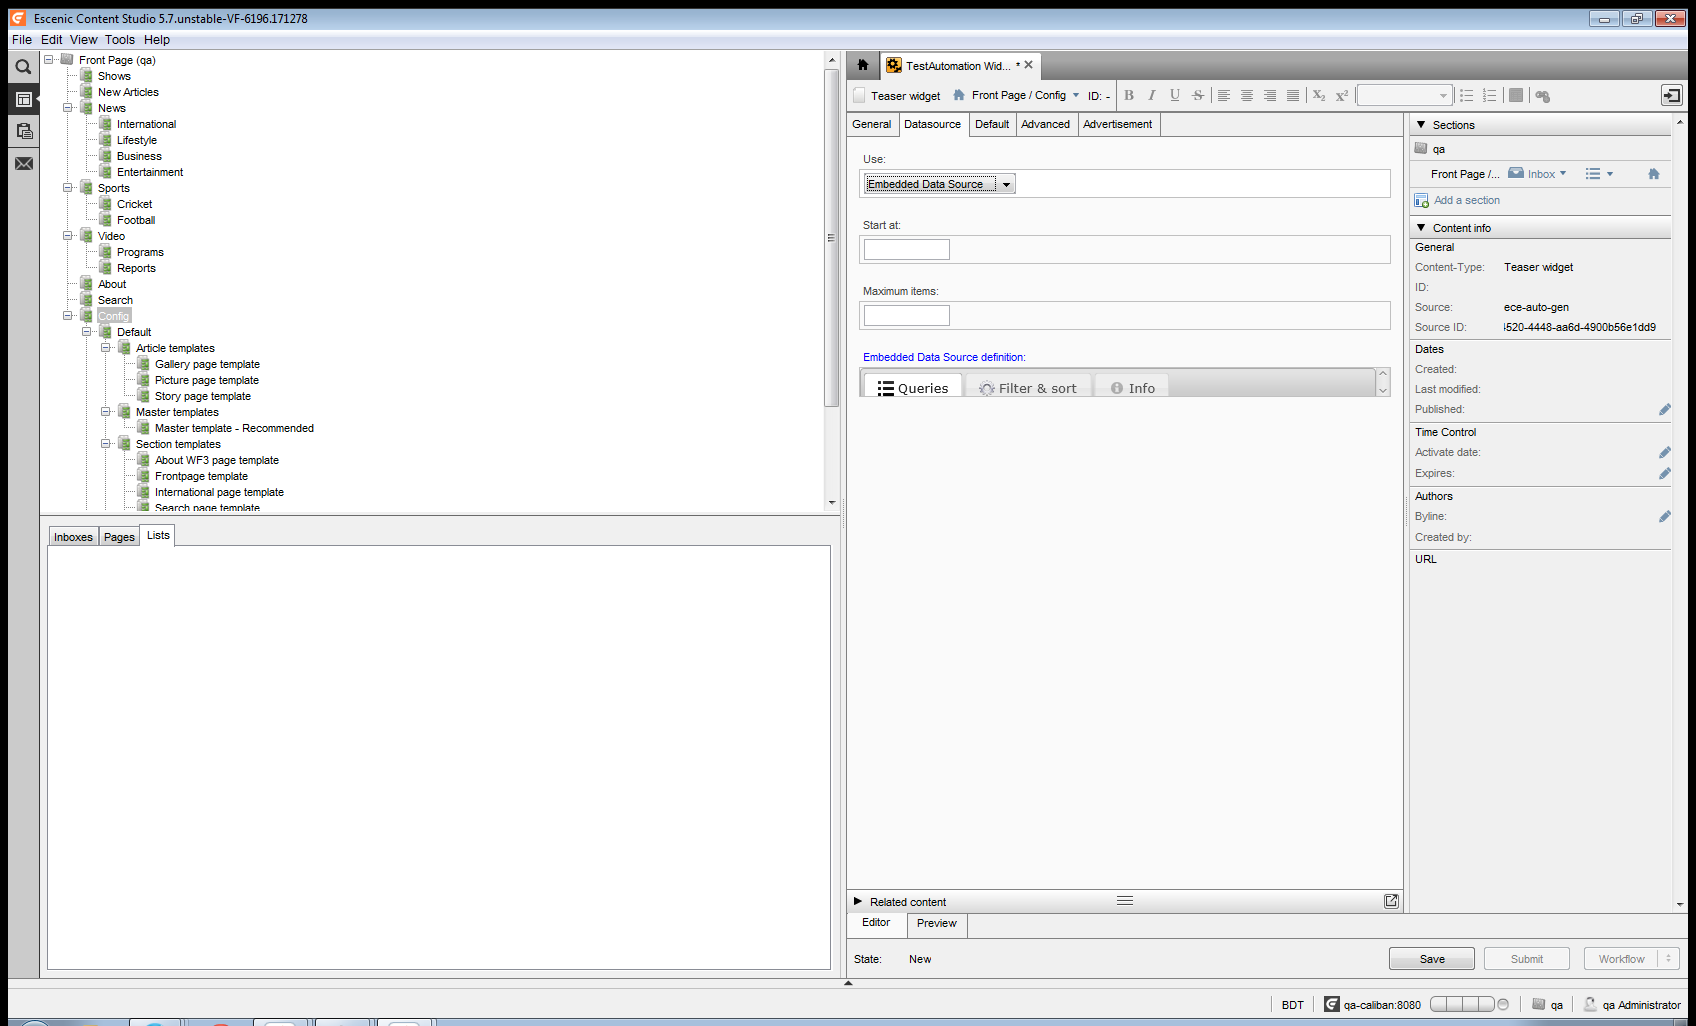 Escenic Content Studio 5.7.unstable-VF-6196.171278
File Edit View Tools Help
Front Page (qa)
Shows
New Articles
News
International
Lifestyle
Business
Entertainment
Sports
Cricket
Football
Video
Programs
Reports
About
Search
Config
Default
Article templates
Gallery page template
Picture page template
Story page template
Master templates
Master template - Recommended
Section templates
About WF3 page template
Frontpage template
International page template
Search page template
Inboxes Pages Lists
TestAutomation Wid... *
Teaser widget Front Page / Config ID: - B I U S X2 X2
General Datasource Default Advanced Advertisement
Use:
Embedded Data Source
Start at:
Maximum items:
Embedded Data Source definition:
Queries Filter & sort Info
Related content
Editor Preview
State: New Save Submit Workflow
Sections
qa
Front Page /... Inbox
Add a section
Content info
General
Content-Type: Teaser widget
ID:
Source: ece-auto-gen
Source ID: 4520-4448-aa6d-4900b56e1dd9
Dates
Created:
Last modified:
Published:
Time Control
Activate date:
Expires:
Authors
Byline:
Created by:
URL
BDT qa-caliban:8080 qa qa Administrator